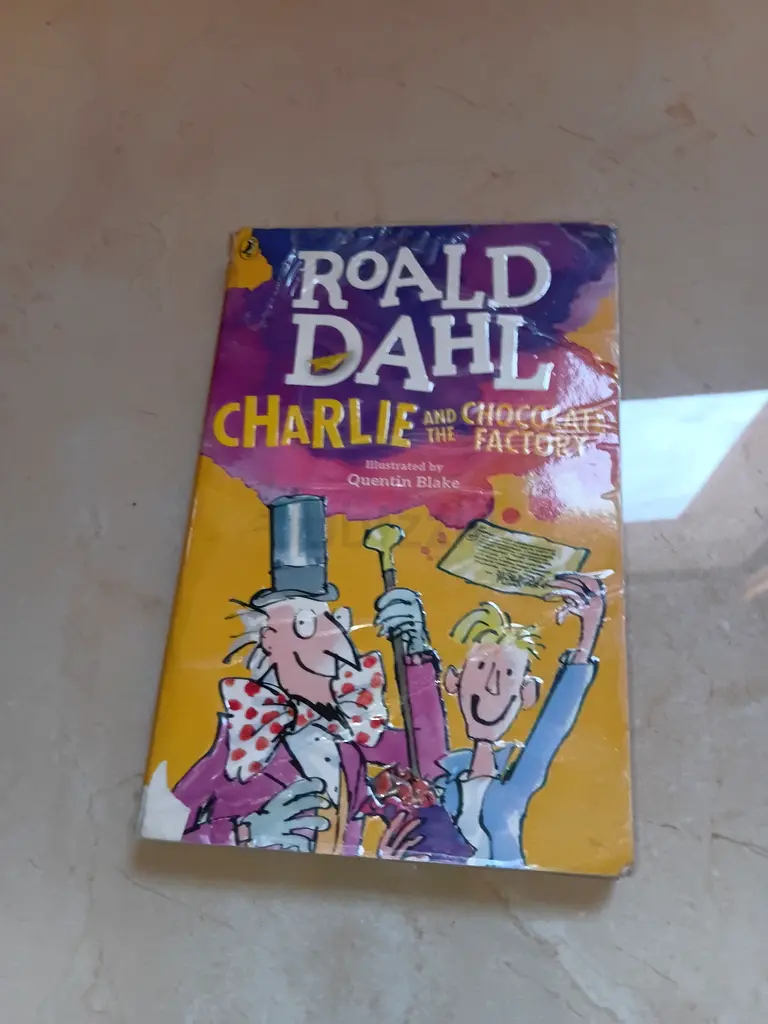 ROALD
DAHL
CHARLIE AND THE CHOCOLATE FACTORY
Illustrated by
Quentin Blake